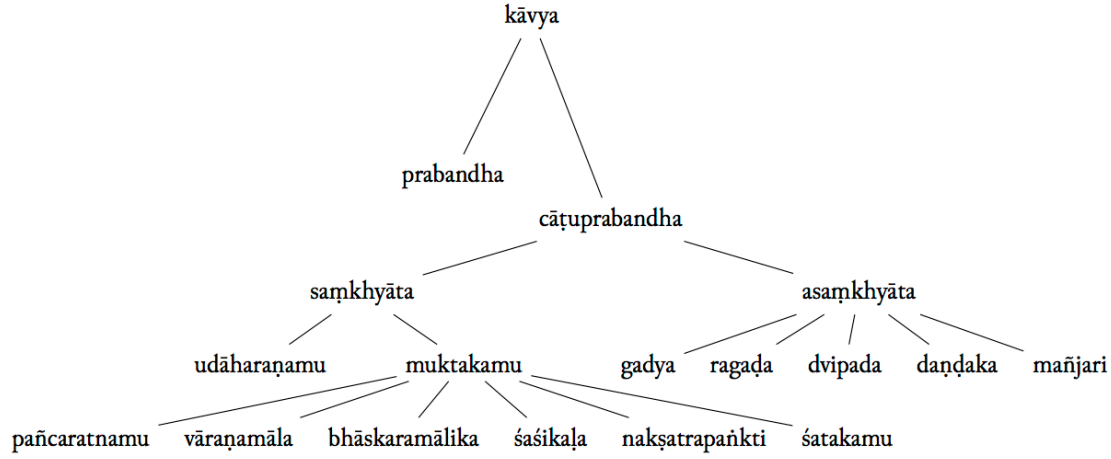 kāvya
prabandha
cāṭuprabandha
saṃkhyāta asaṃkhyāta
udāharaṇamu muktakamu gadya ragaḍa dvipada daṇḍaka mañjari
pañcaratnamu vāraṇamāla bhāskaramālika śaśikaḷa nakṣatrapaṅkti śatakamu